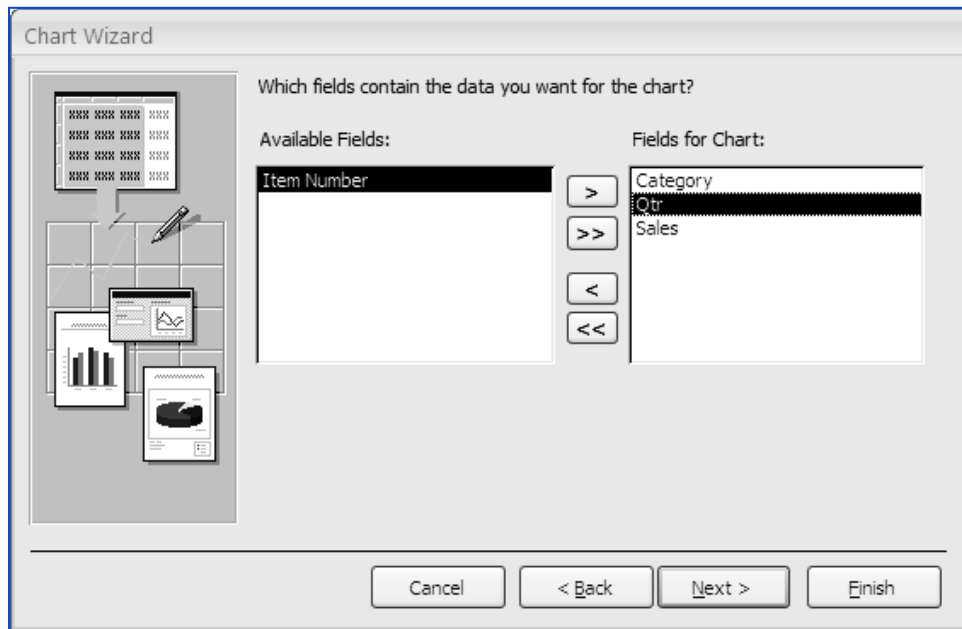 Chart Wizard
Which fields contain the data you want for the chart?
Available Fields:
Fields for Chart:
Item Number
>
>>
<
<<
Category
Qtr
Sales
Cancel
< Back
Next >
Finish